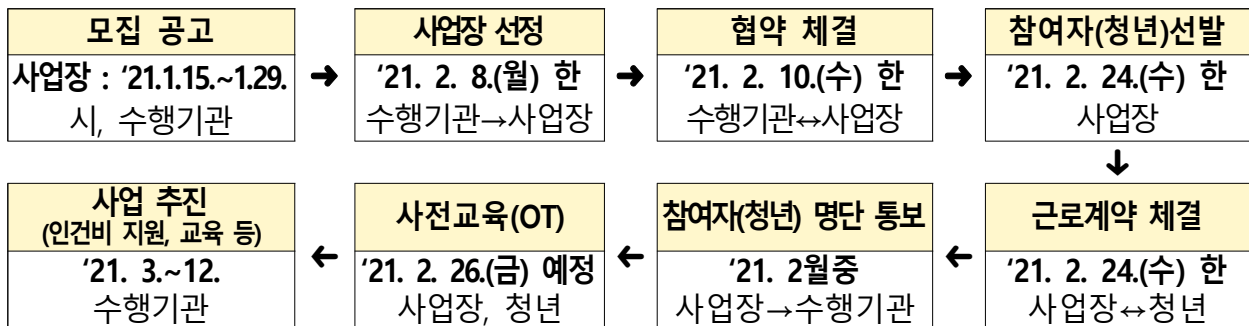 모집 공고
사업장 : ‘21.1.15.~1.29.
시, 수행기관
➜
사업장 선정
‘21. 2. 8.(월) 한
수행기관→사업장
➜
협약 체결
‘21. 2. 10.(수) 한
수행기관↔사업장
➜
참여자(청년)선발
‘21. 2. 24.(수) 한
사업장
↓
근로계약 체결
‘21. 2. 24.(수) 한
사업장↔청년
←
참여자(청년) 명단 통보
‘21. 2월중
사업장→수행기관
←
사전교육(OT)
‘21. 2. 26.(금) 예정
사업장, 청년
←
사업 추진
(인건비 지원, 교육 등)
‘21. 3.~12.
수행기관